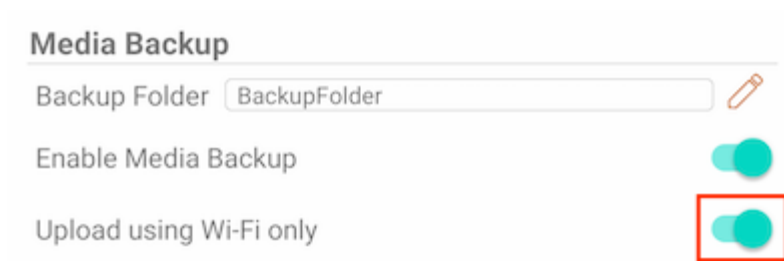 Media Backup
Backup Folder BackupFolder
Enable Media Backup
Upload using Wi-Fi only